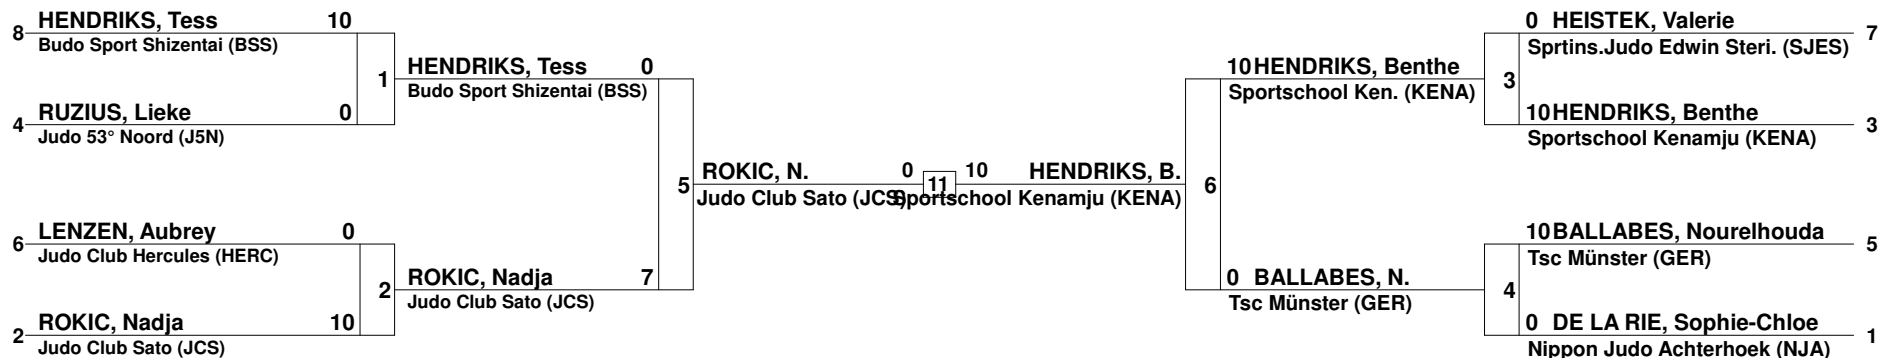 HENDRIKS, Tess 10
8 Budo Sport Shizentai (BSS)
1
RUZIUS, Lieke 0
4 Judo 53° Noord (J5N)
HENDRIKS, Tess 0
Budo Sport Shizentai (BSS)
LENZEN, Aubrey 0
6 Judo Club Hercules (HERC)
2
ROKIC, Nadja 10
2 Judo Club Sato (JCS)
ROKIC, Nadja 7
Judo Club Sato (JCS)
5
ROKIC, N. 0
Judo Club Sato (JCS)
11
10 HENDRIKS, B.
Sportschool Kenamju (KENA)
6
10 HENDRIKS, Benthe
Sportschool Ken. (KENA)
0 BALLABES, N.
Tsc Münster (GER)
0 HEISTEK, Valerie
Sprtins.Judo Edwin Steri. (SJES) 7
3
10 HENDRIKS, Benthe
Sportschool Kenamju (KENA) 3
10 BALLABES, Nourelhouda
Tsc Münster (GER) 5
4
0 DE LA RIE, Sophie-Chloe
Nippon Judo Achterhoek (NJA) 1